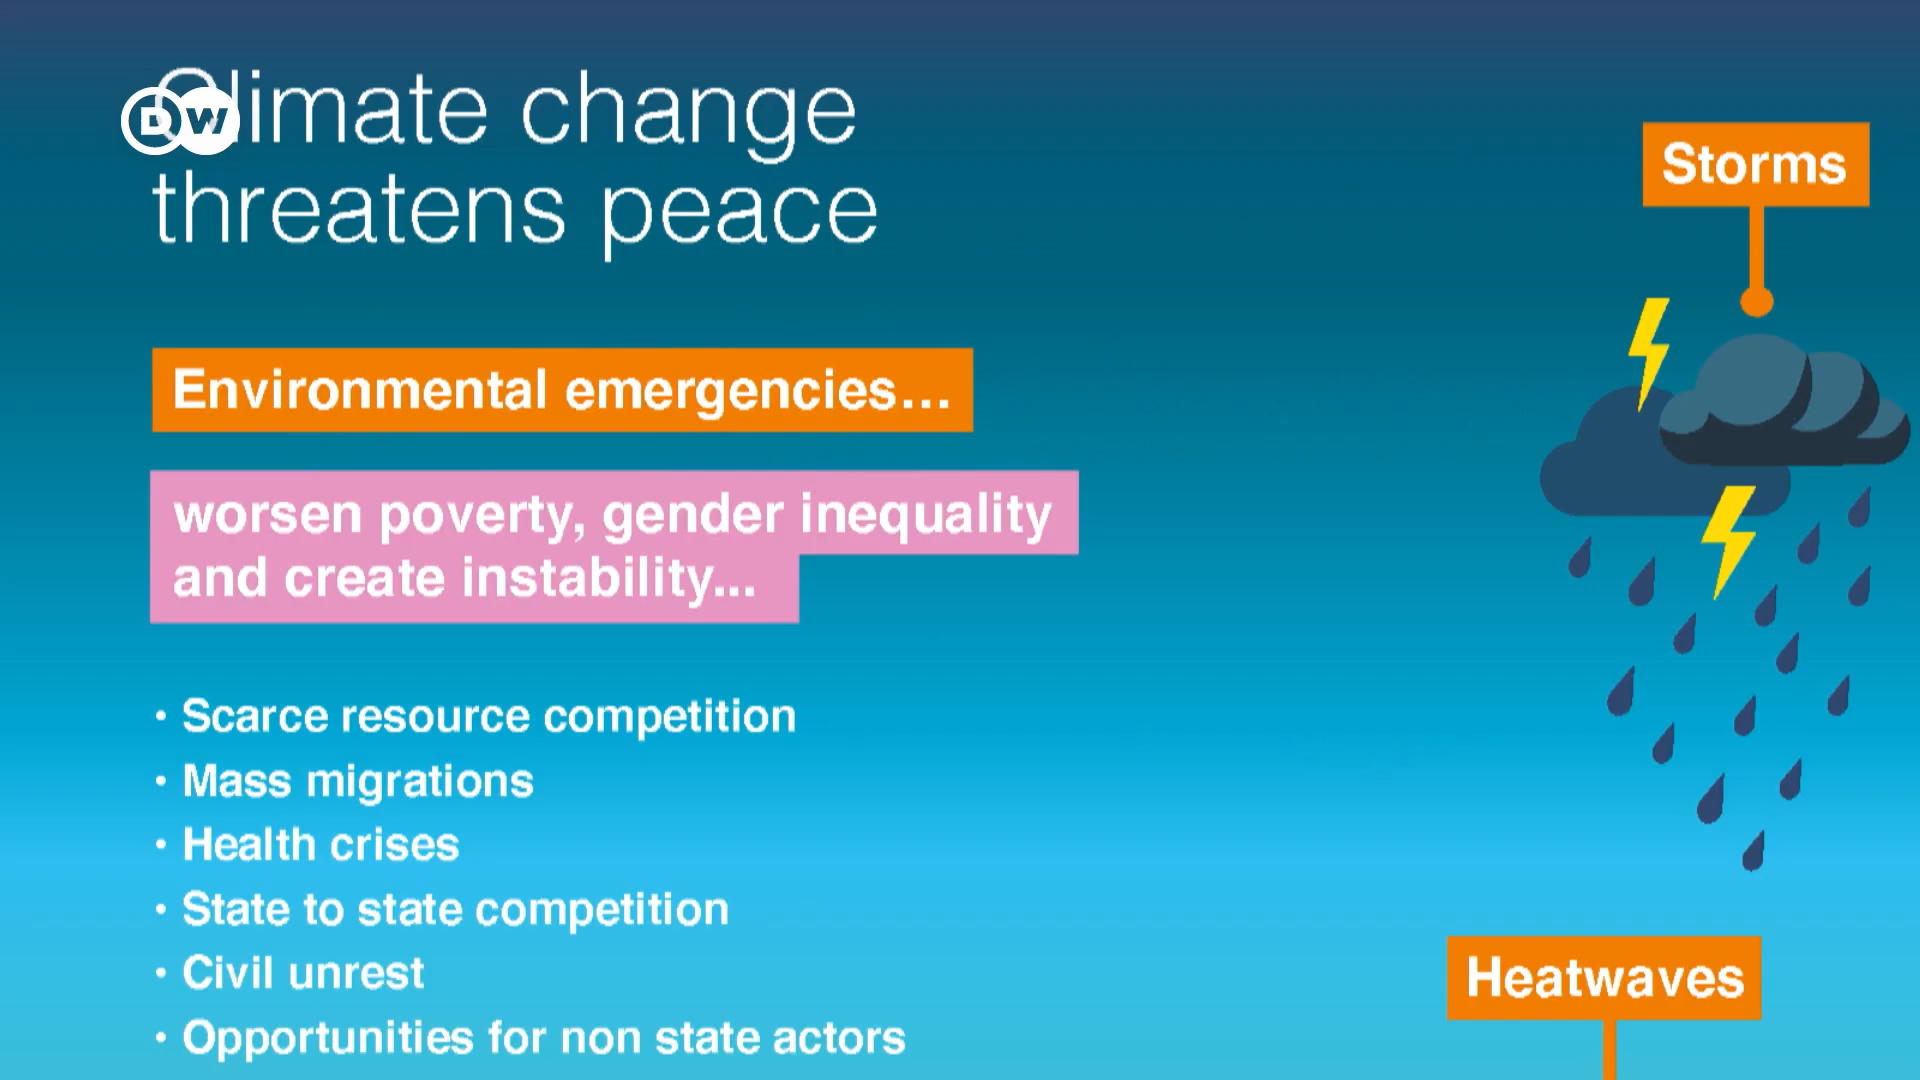 DW
Climate change
threatens peace
Storms
Environmental emergencies...
worsen poverty, gender inequality
and create instability...
• Scarce resource competition
• Mass migrations
• Health crises
• State to state competition
• Civil unrest
• Opportunities for non state actors
Heatwaves